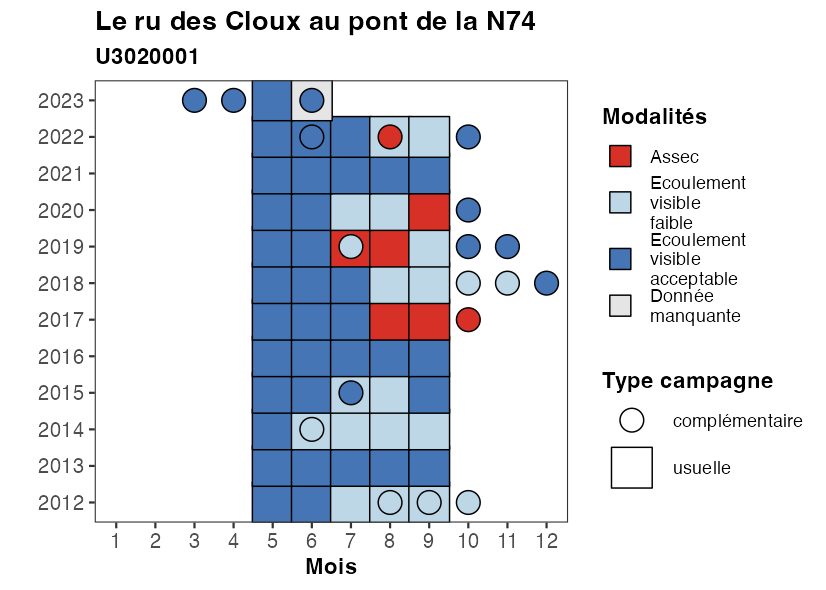 Le ru des Cloux au pont de la N74
U3020001
2023
2022
2021
2020
2019
2018
2017
2016
2015
2014
2013
2012
1 2 3 4 5 6 7 8 9 10 11 12
Mois
Modalités
Assec
Ecoulement
visible
faible
Ecoulement
visible
acceptable
Donnée
manquante
Type campagne
complémentaire
usuelle